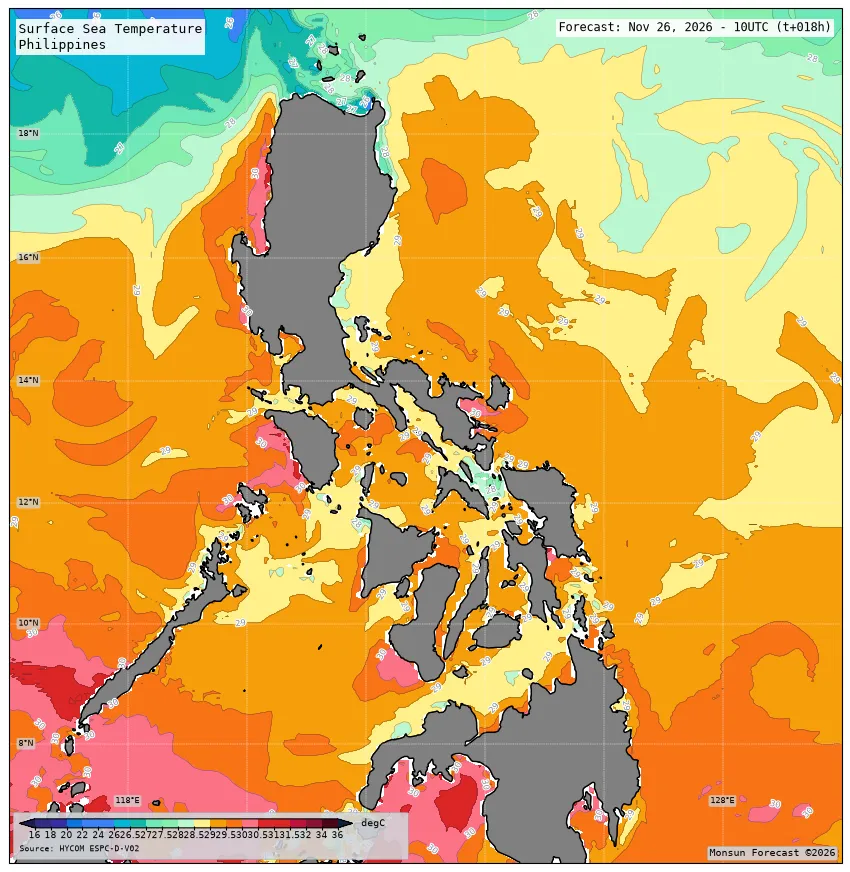 Surface Sea Temperature
Philippines
Forecast: Nov 26, 2026 - 10UTC (t+018h)
18°N
16°N
14°N
12°N
10°N
8°N
118°E
128°E
16 18 20 22 24 26 26.5 27 27.5 28 28.5 29 29.5 30 30.5 31 31.5 32 34 36 degC
Source: HYCOM ESPC-D-V02
Monsun Forecast ©2026